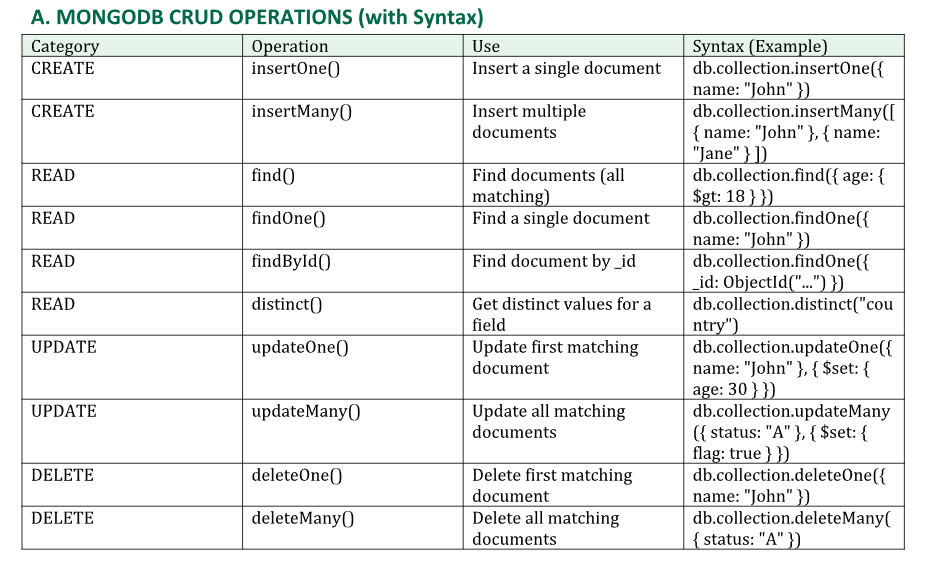 A. MONGODB CRUD OPERATIONS (with Syntax)
Category Operation Use Syntax (Example)
CREATE insertOne() Insert a single document db.collection.insertOne({
name: "John" })
CREATE insertMany() Insert multiple db.collection.insertMany([
documents { name: "John" }, { name:
"Jane" } ])
READ find() Find documents (all db.collection.find({ age: {
matching) $gt: 18 } })
READ findOne() Find a single document db.collection.findOne({
name: "John" })
READ findById() Find document by _id db.collection.findOne({
_id: ObjectId("...") })
READ distinct() Get distinct values for a db.collection.distinct("cou
field ntry")
UPDATE updateOne() Update first matching db.collection.updateOne({
document name: "John" }, { $set: {
age: 30 } })
UPDATE updateMany() Update all matching db.collection.updateMany
documents ({ status: "A" }, { $set: {
flag: true } })
DELETE deleteOne() Delete first matching db.collection.deleteOne({
document name: "John" })
DELETE deleteMany() Delete all matching db.collection.deleteMany(
documents { status: "A" })